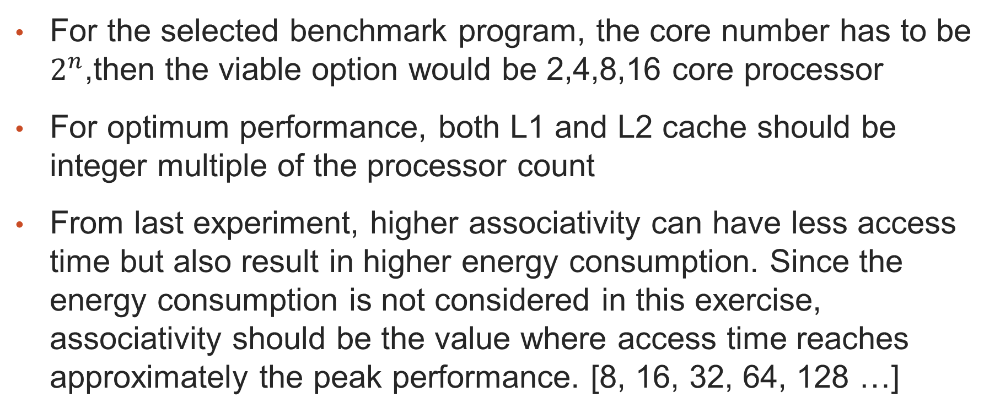 • For the selected benchmark program, the core number has to be
2ⁿ,then the viable option would be 2,4,8,16 core processor
• For optimum performance, both L1 and L2 cache should be
integer multiple of the processor count
• From last experiment, higher associativity can have less access
time but also result in higher energy consumption. Since the
energy consumption is not considered in this exercise,
associativity should be the value where access time reaches
approximately the peak performance. [8, 16, 32, 64, 128 …]